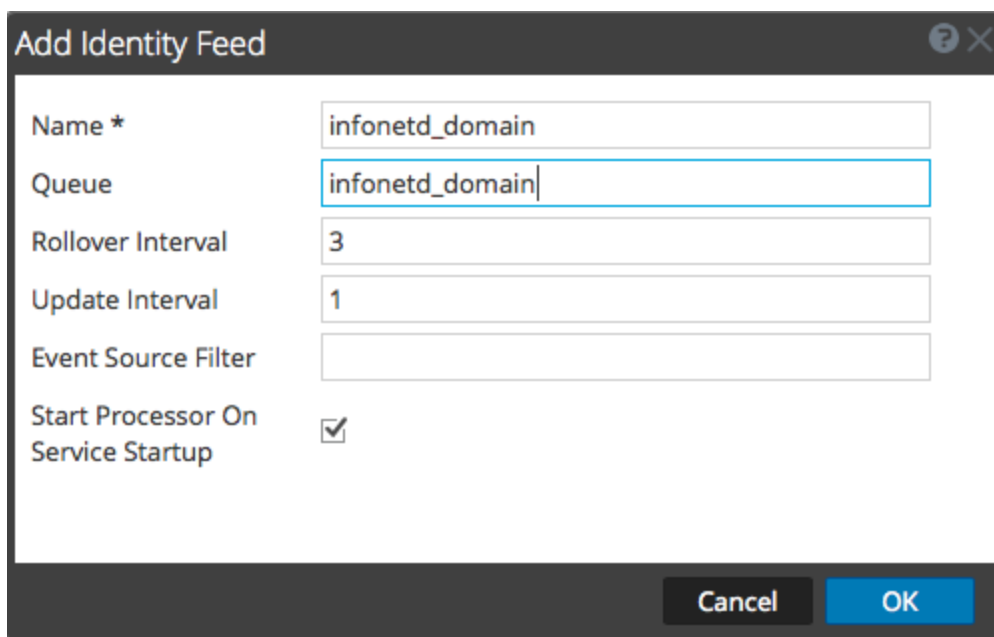 Add Identity Feed
Name * infonetd_domain
Queue infonetd_domain
Rollover Interval 3
Update Interval 1
Event Source Filter
Start Processor On
Service Startup
Cancel OK